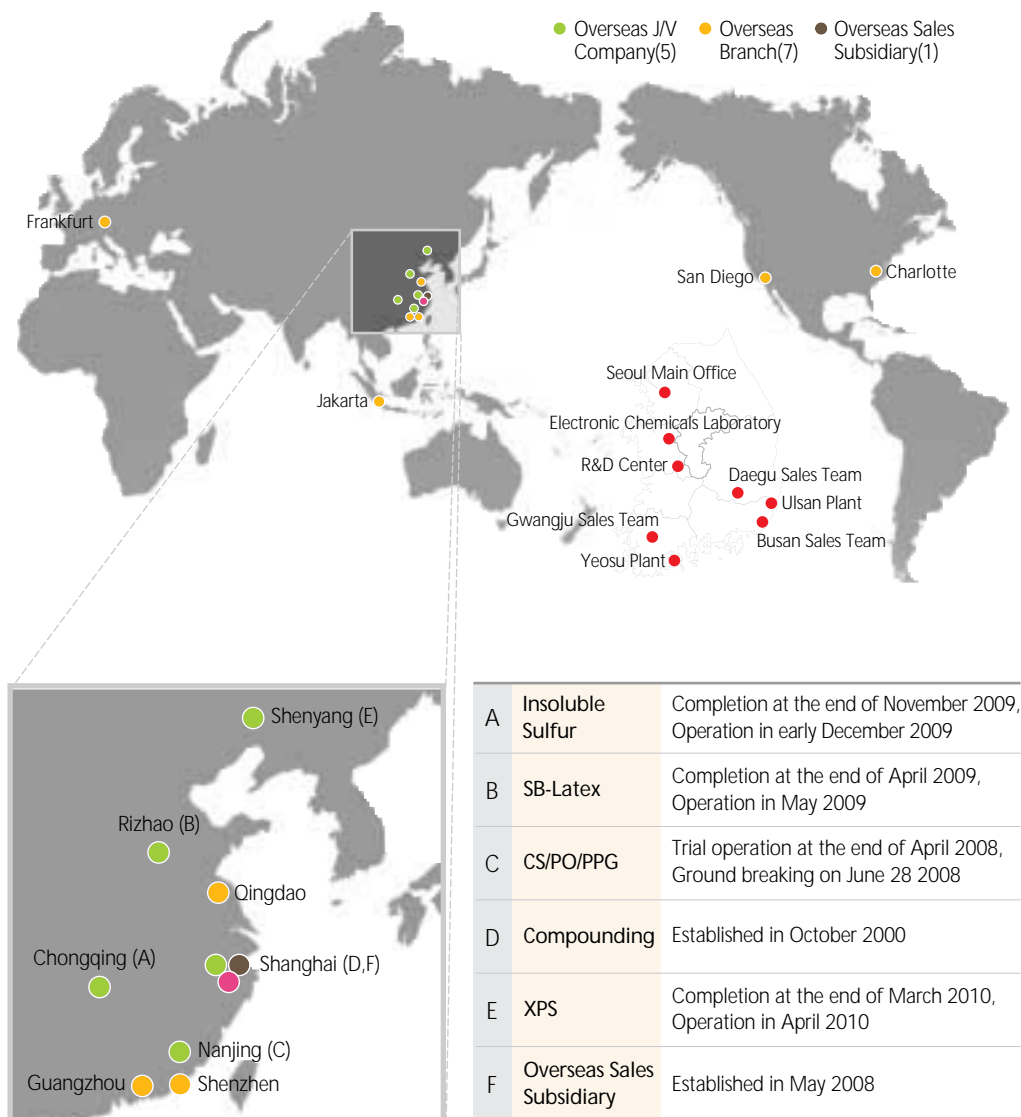 Overseas J/V
Company(5)
Overseas
Branch(7)
Overseas Sales
Subsidiary(1)
Frankfurt
San Diego
Charlotte
Jakarta
Seoul Main Office
Electronic Chemicals Laboratory
R&D Center
Daegu Sales Team
Ulsan Plant
Gwangju Sales Team
Busan Sales Team
Yeosu Plant
Shenyang (E)
Rizhao (B)
Qingdao
Chongqing (A)
Shanghai (D,F)
Nanjing (C)
Guangzhou
Shenzhen
A
Insoluble
Sulfur
Completion at the end of November 2009,
Operation in early December 2009
B
SB-Latex
Completion at the end of April 2009,
Operation in May 2009
C
CS/PO/PPG
Trial operation at the end of April 2008,
Ground breaking on June 28 2008
D
Compounding
Established in October 2000
E
XPS
Completion at the end of March 2010,
Operation in April 2010
F
Overseas Sales
Subsidiary
Established in May 2008